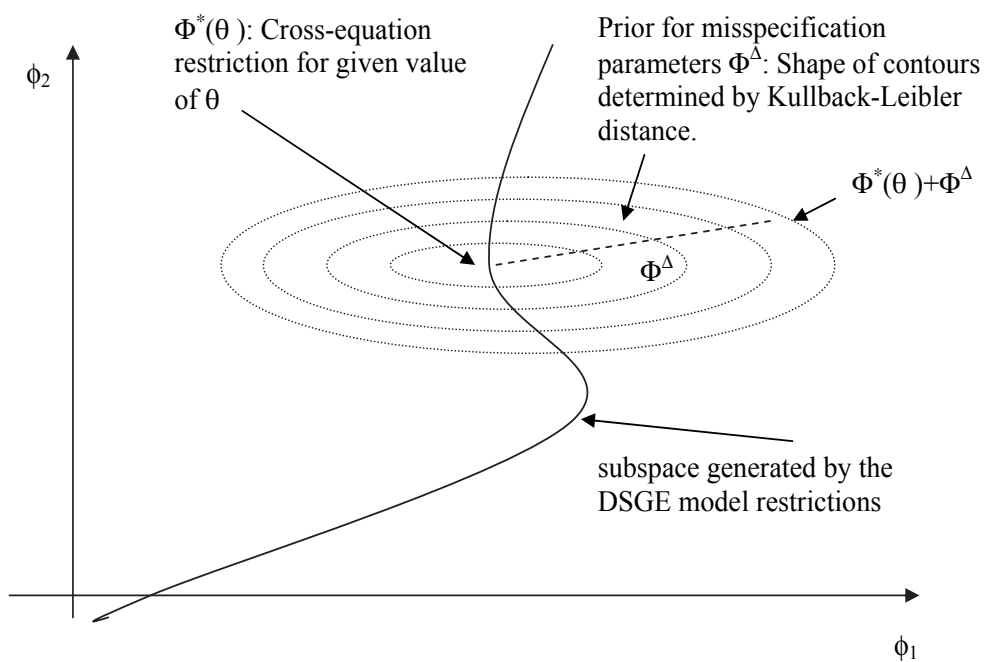 Φ*(θ): Cross-equation
restriction for given value
of θ
Prior for misspecification
parameters Φ^Δ: Shape of contours
determined by Kullback-Leibler
distance.
ϕ₂
Φ*(θ )+Φ^Δ
Φ^Δ
subspace generated by the
DSGE model restrictions
ϕ₁